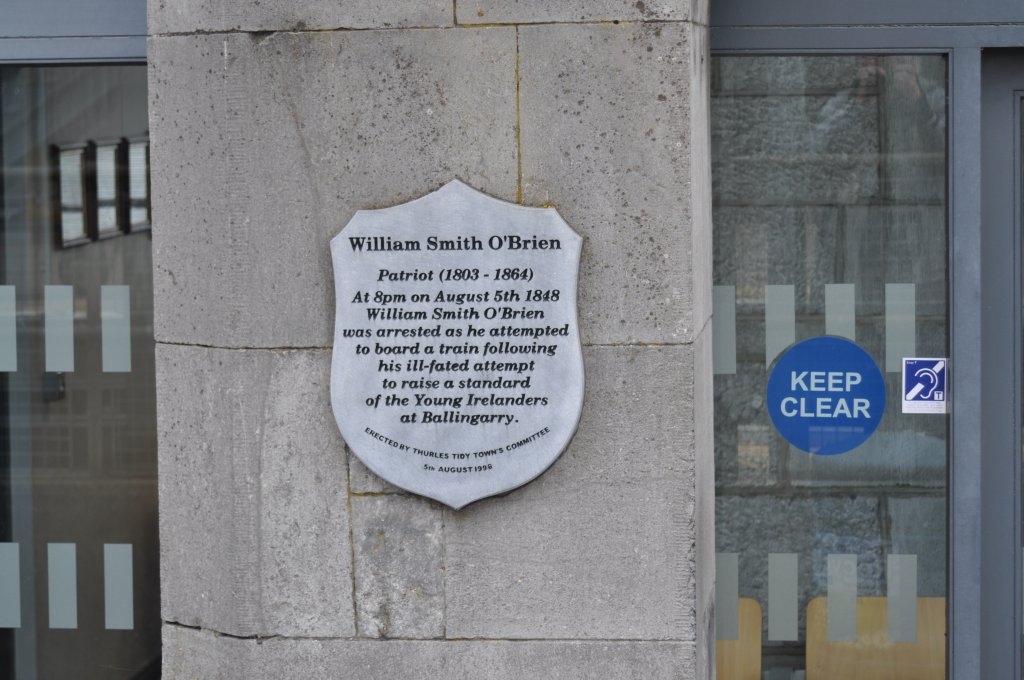 William Smith O'Brien
Patriot (1803 - 1864)
At 8pm on August 5th 1848
William Smith O'Brien
was arrested as he attempted
to board a train following
his ill-fated attempt
to raise a standard
of the Young Irelanders
at Ballingarry.
ERECTED BY THURLES TIDY TOWN'S COMMITTEE
5TH AUGUST 1998
KEEP
CLEAR
T